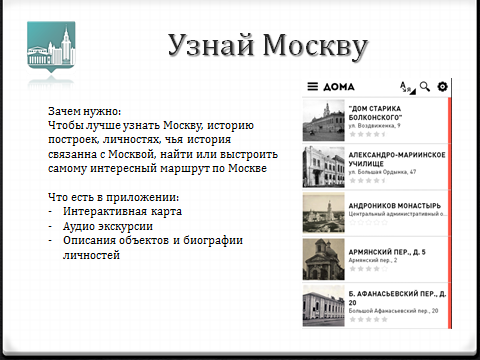 Узнай Москву
Зачем нужно:
Чтобы лучше узнать Москву, историю
построек, личностях, чья история
связанна с Москвой, найти или выстроить
самому интересный маршрут по Москве
Что есть в приложении:
- Интерактивная карта
- Аудио экскурсии
- Описания объектов и биографии
личностей
ДОМА
"ДОМ СТАРИКА
БОЛКОНСКОГО"
ул. Воздвиженка, 9
АЛЕКСАНДРО-МАРИИНСКОЕ
УЧИЛИЩЕ
ул. Большая Ордынка, 47
АНДРОНИКОВ МОНАСТЫРЬ
Центральный административный о...
АРМЯНСКИЙ ПЕР., Д. 5
Армянский пер., 2
Б. АФАНАСЬЕВСКИЙ ПЕР., Д.
20
Большой Афанасьевский пер., 20